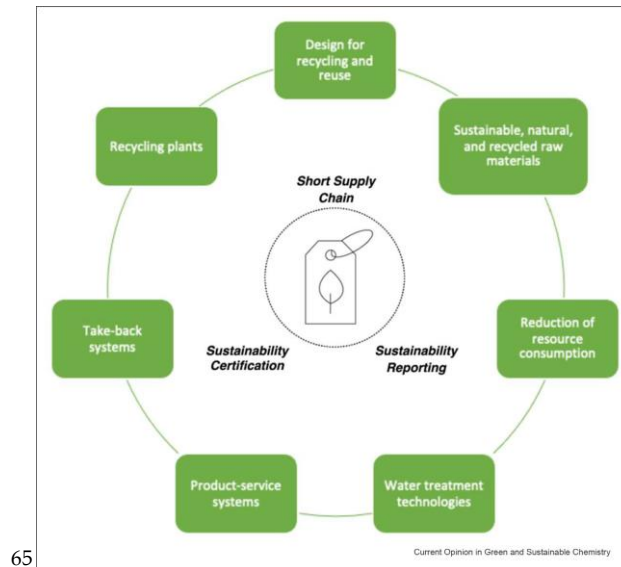 Design for
recycling and
reuse
Sustainable, natural,
and recycled raw
materials
Recycling plants
Short Supply
Chain
Reduction of
resource
consumption
Take-back
systems
Sustainability
Certification
Sustainability
Reporting
Product-service
systems
Water treatment
technologies
65
Current Opinion in Green and Sustainable Chemistry